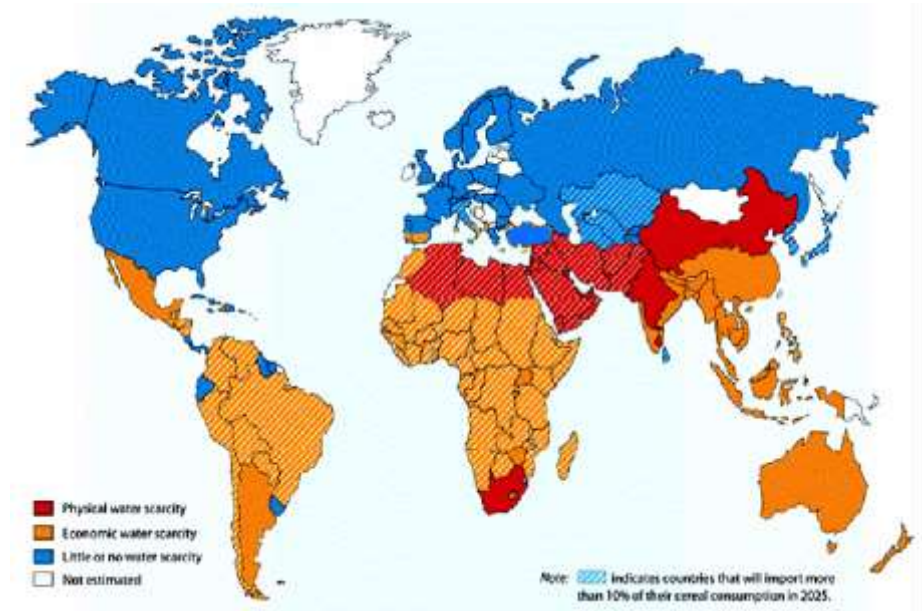 Physical water scarcity
Economic water scarcity
Little or no water scarcity
Not estimated
Note: indicates countries that will import more
than 10% of their cereal consumption in 2025.